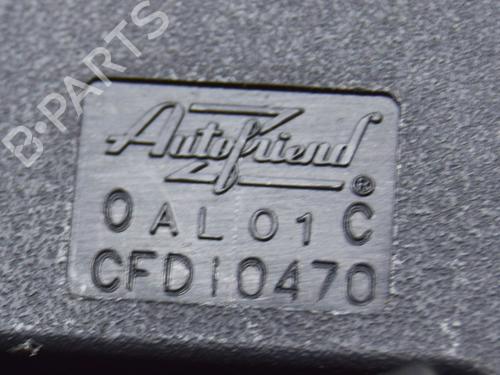 B-PARTS
Autofriend ®
0AL01C
CFD10470